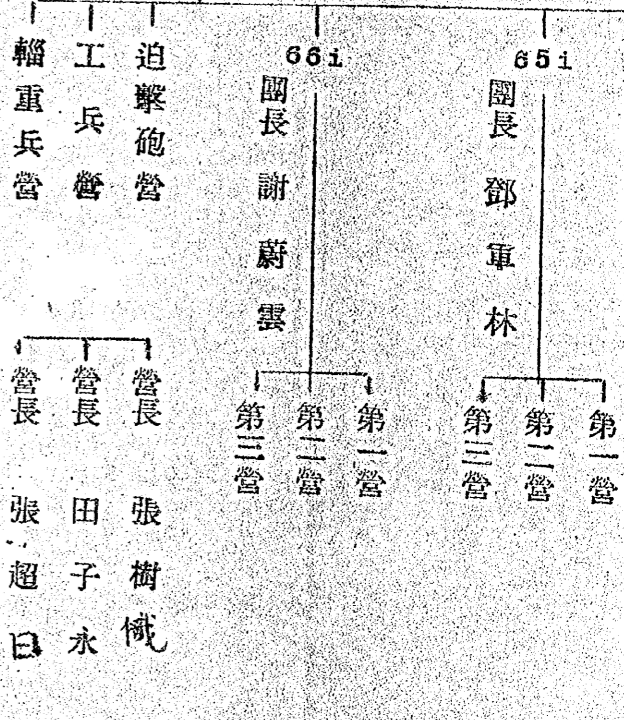 65i
團長 鄧軍林
第一營
第二營
第三營
66i
團長 謝蔚雲
第一營
第二營
第三營
迫擊砲營
營長 張樹
工兵營
營長 田子永
輜重兵營
營長 張超